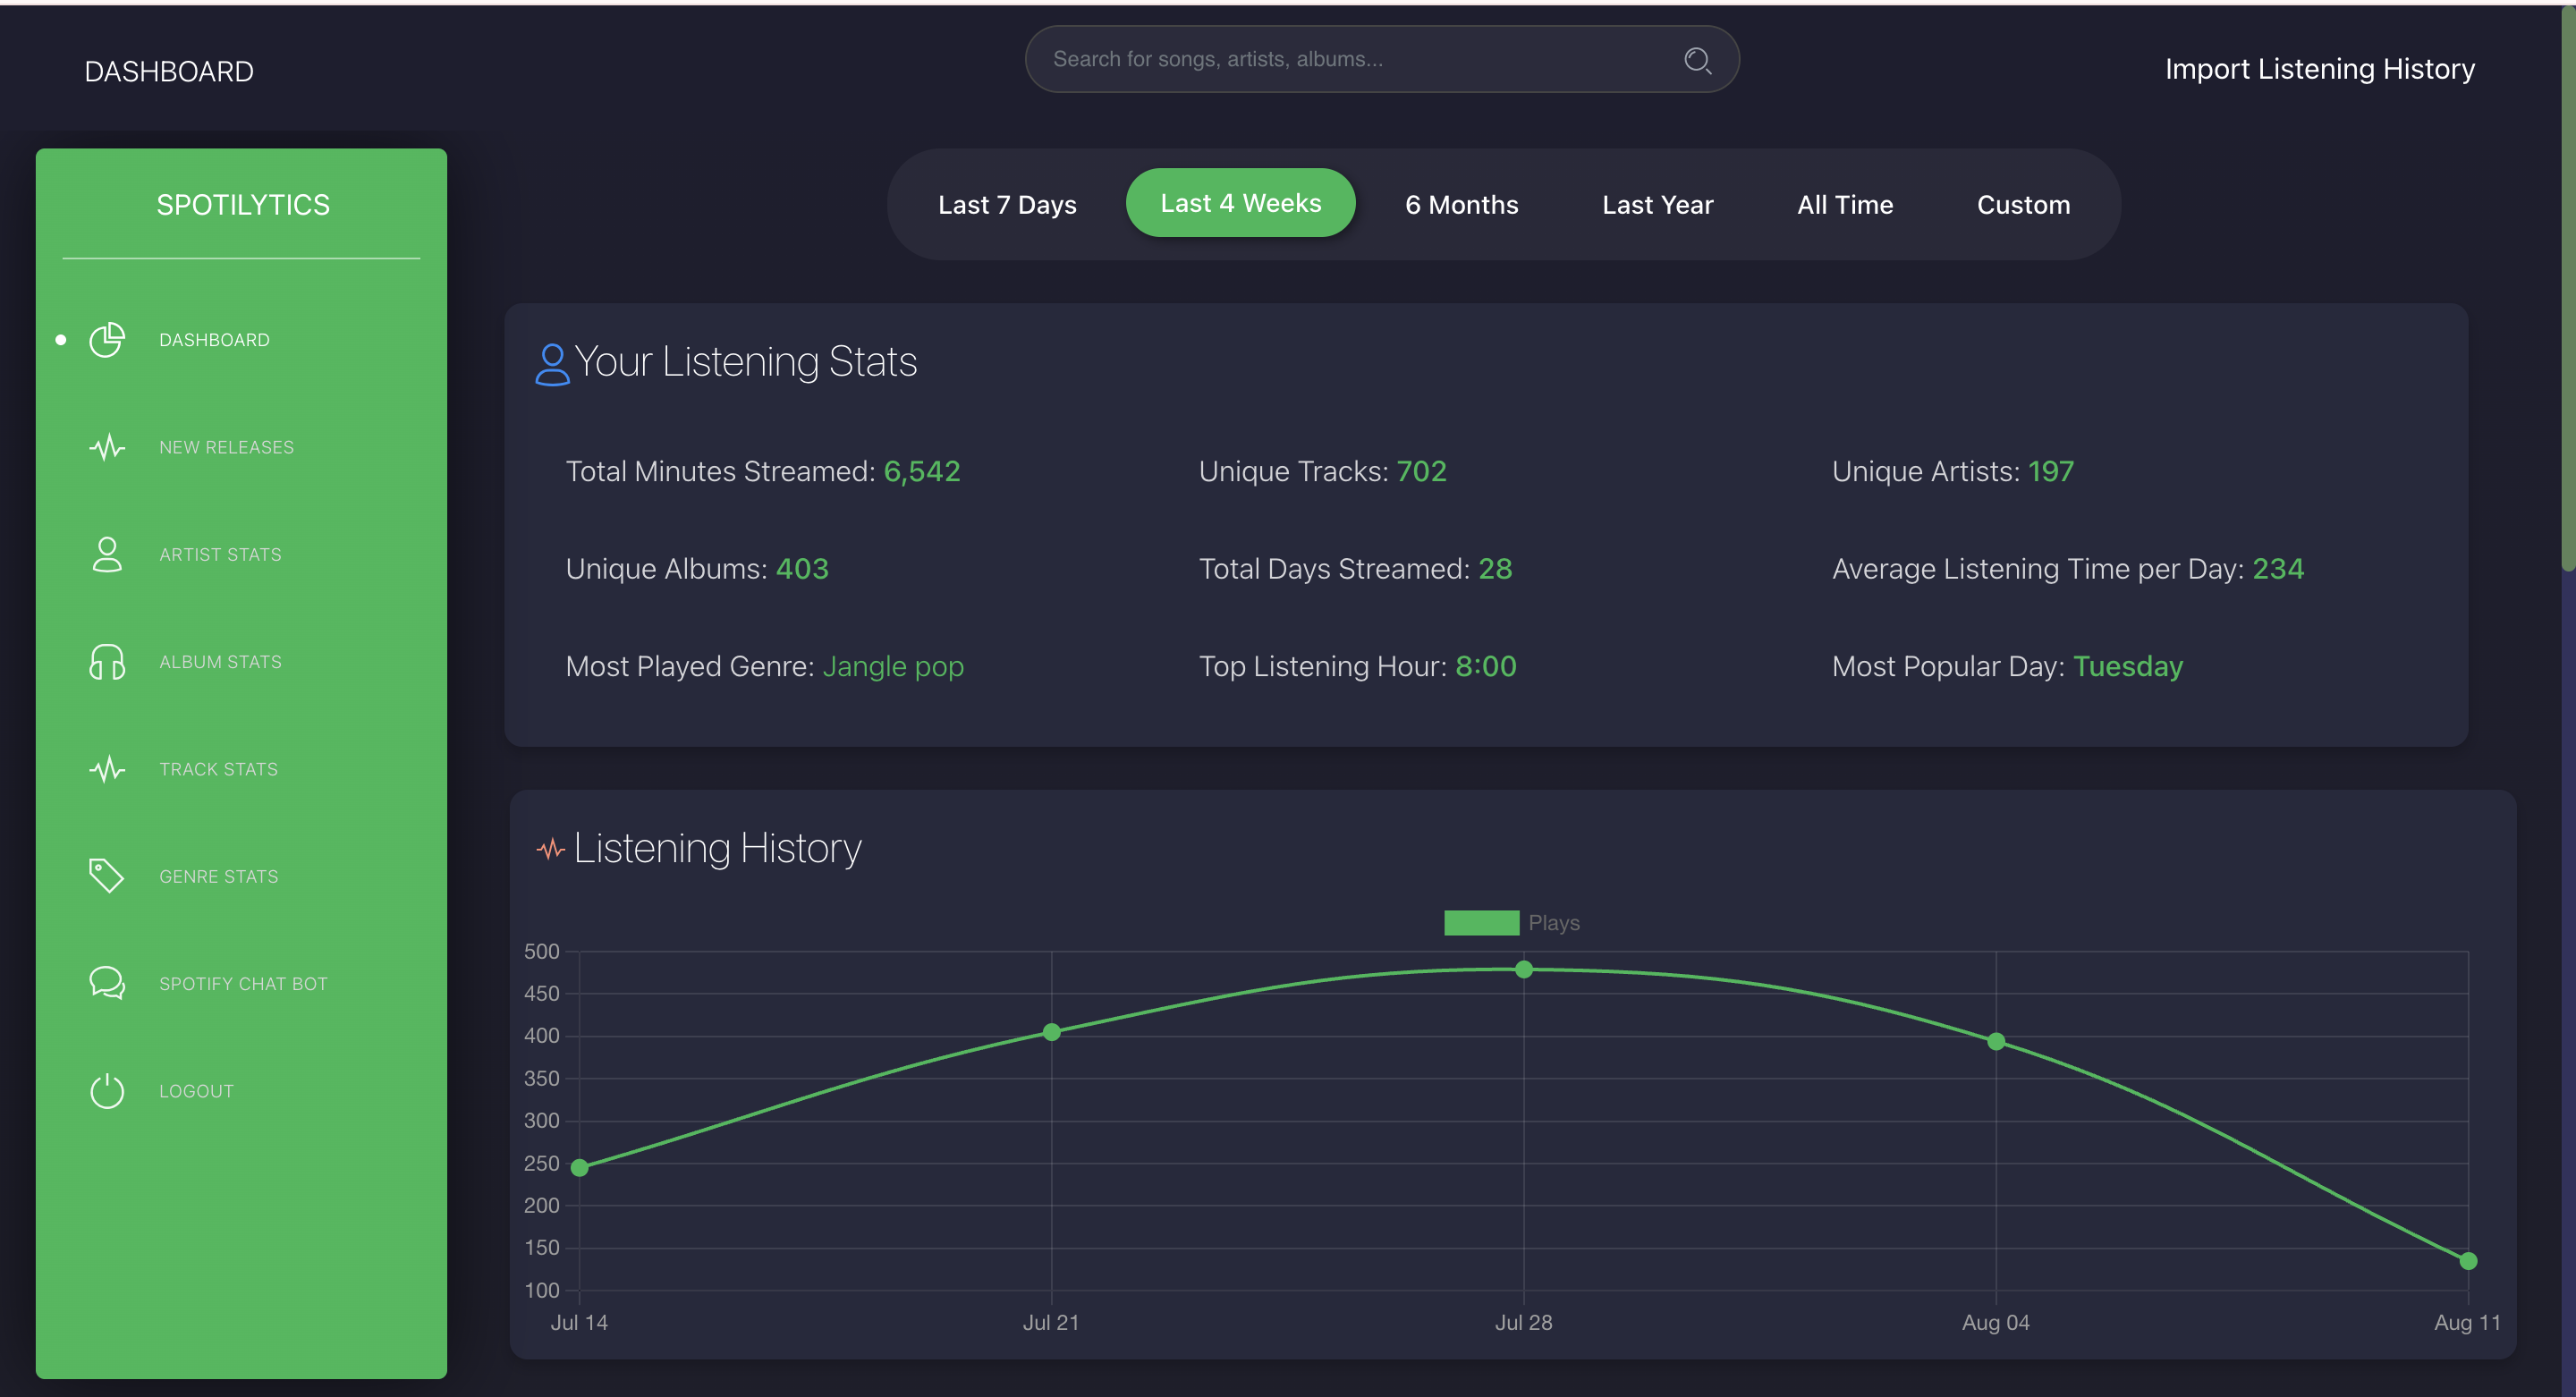 DASHBOARD
Search for songs, artists, albums...
Import Listening History
SPOTILYTICS
DASHBOARD
NEW RELEASES
ARTIST STATS
ALBUM STATS
TRACK STATS
GENRE STATS
SPOTIFY CHAT BOT
LOGOUT
Last 7 Days Last 4 Weeks 6 Months Last Year All Time Custom
Your Listening Stats
Total Minutes Streamed: 6,542 Unique Tracks: 702 Unique Artists: 197
Unique Albums: 403 Total Days Streamed: 28 Average Listening Time per Day: 234
Most Played Genre: Jangle pop Top Listening Hour: 8:00 Most Popular Day: Tuesday
Listening History
Plays
500
450
400
350
300
250
200
150
100
Jul 14 Jul 21 Jul 28 Aug 04 Aug 11